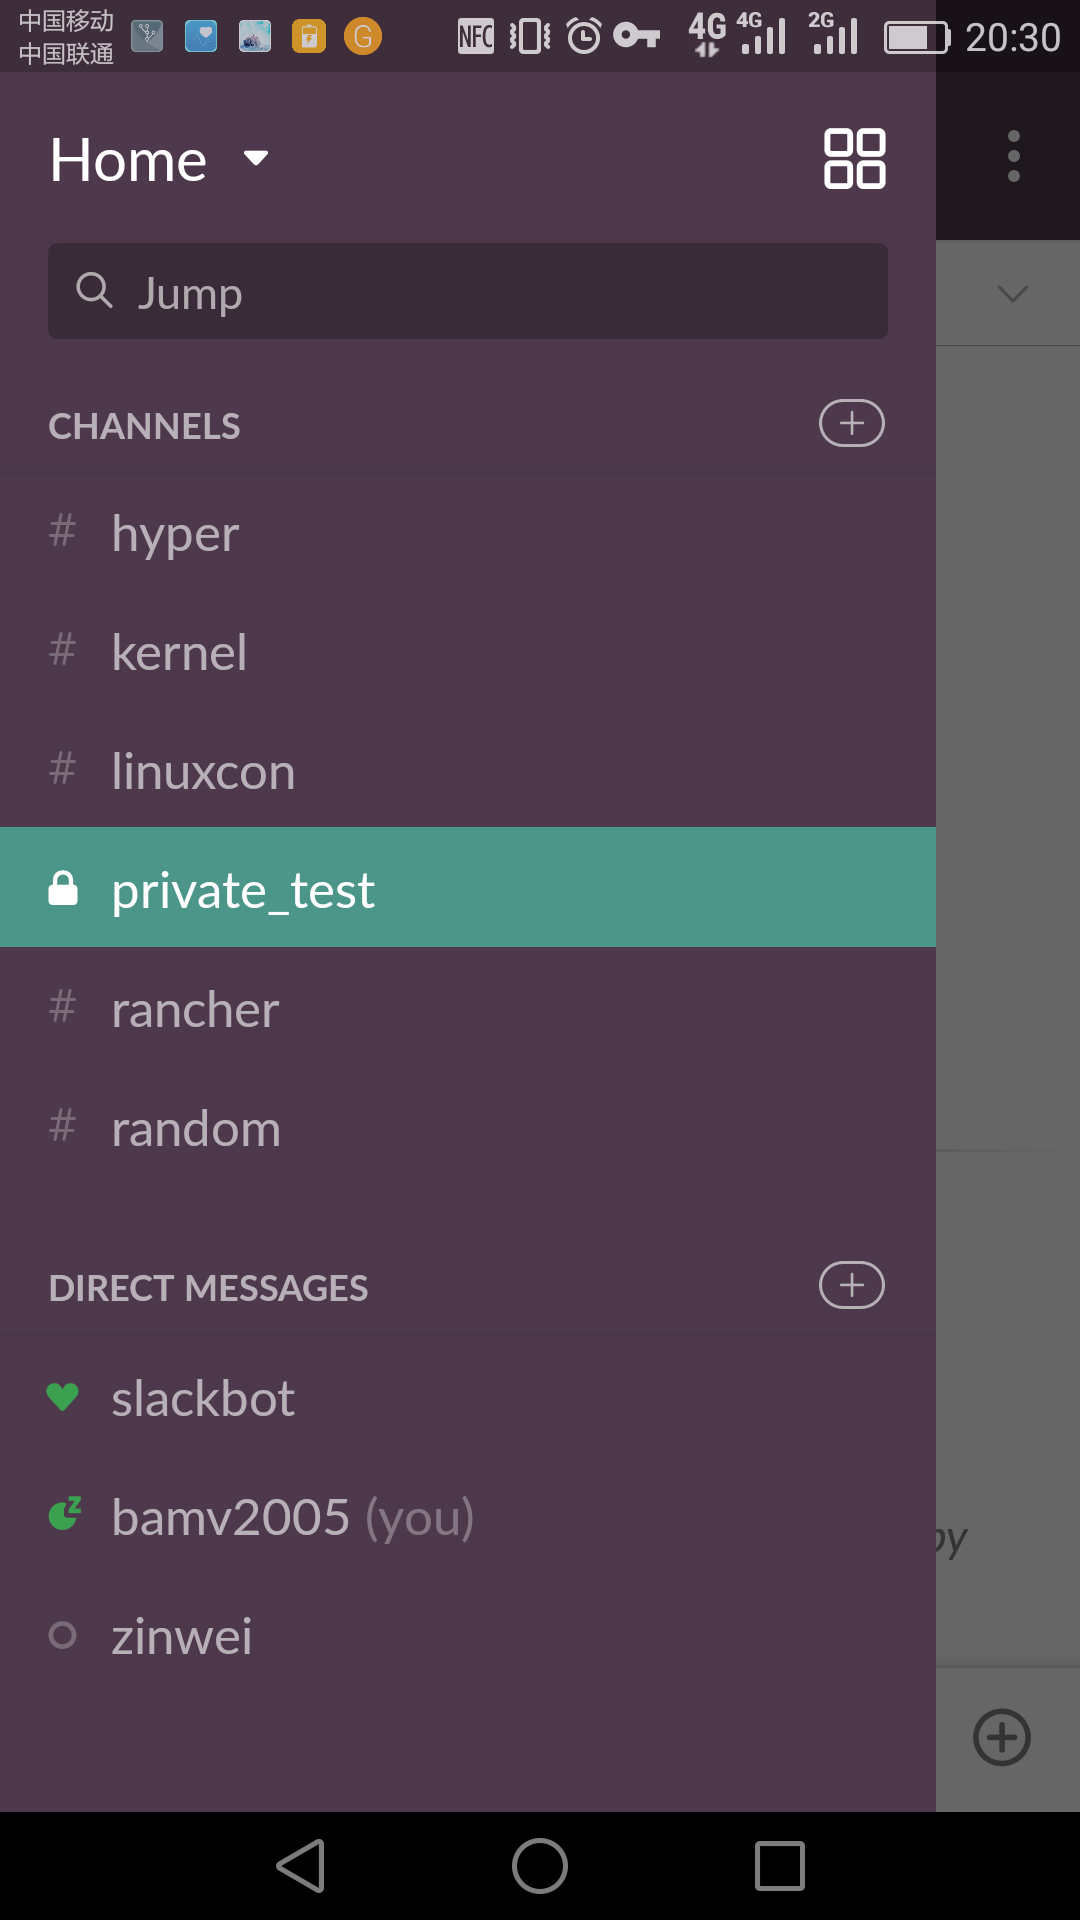 中国移动
中国联通
G
NFC
4G
4G
2G
20:30
Home
Jump
CHANNELS
# hyper
# kernel
# linuxcon
private_test
# rancher
# random
DIRECT MESSAGES
slackbot
bamv2005 (you)
zinwei